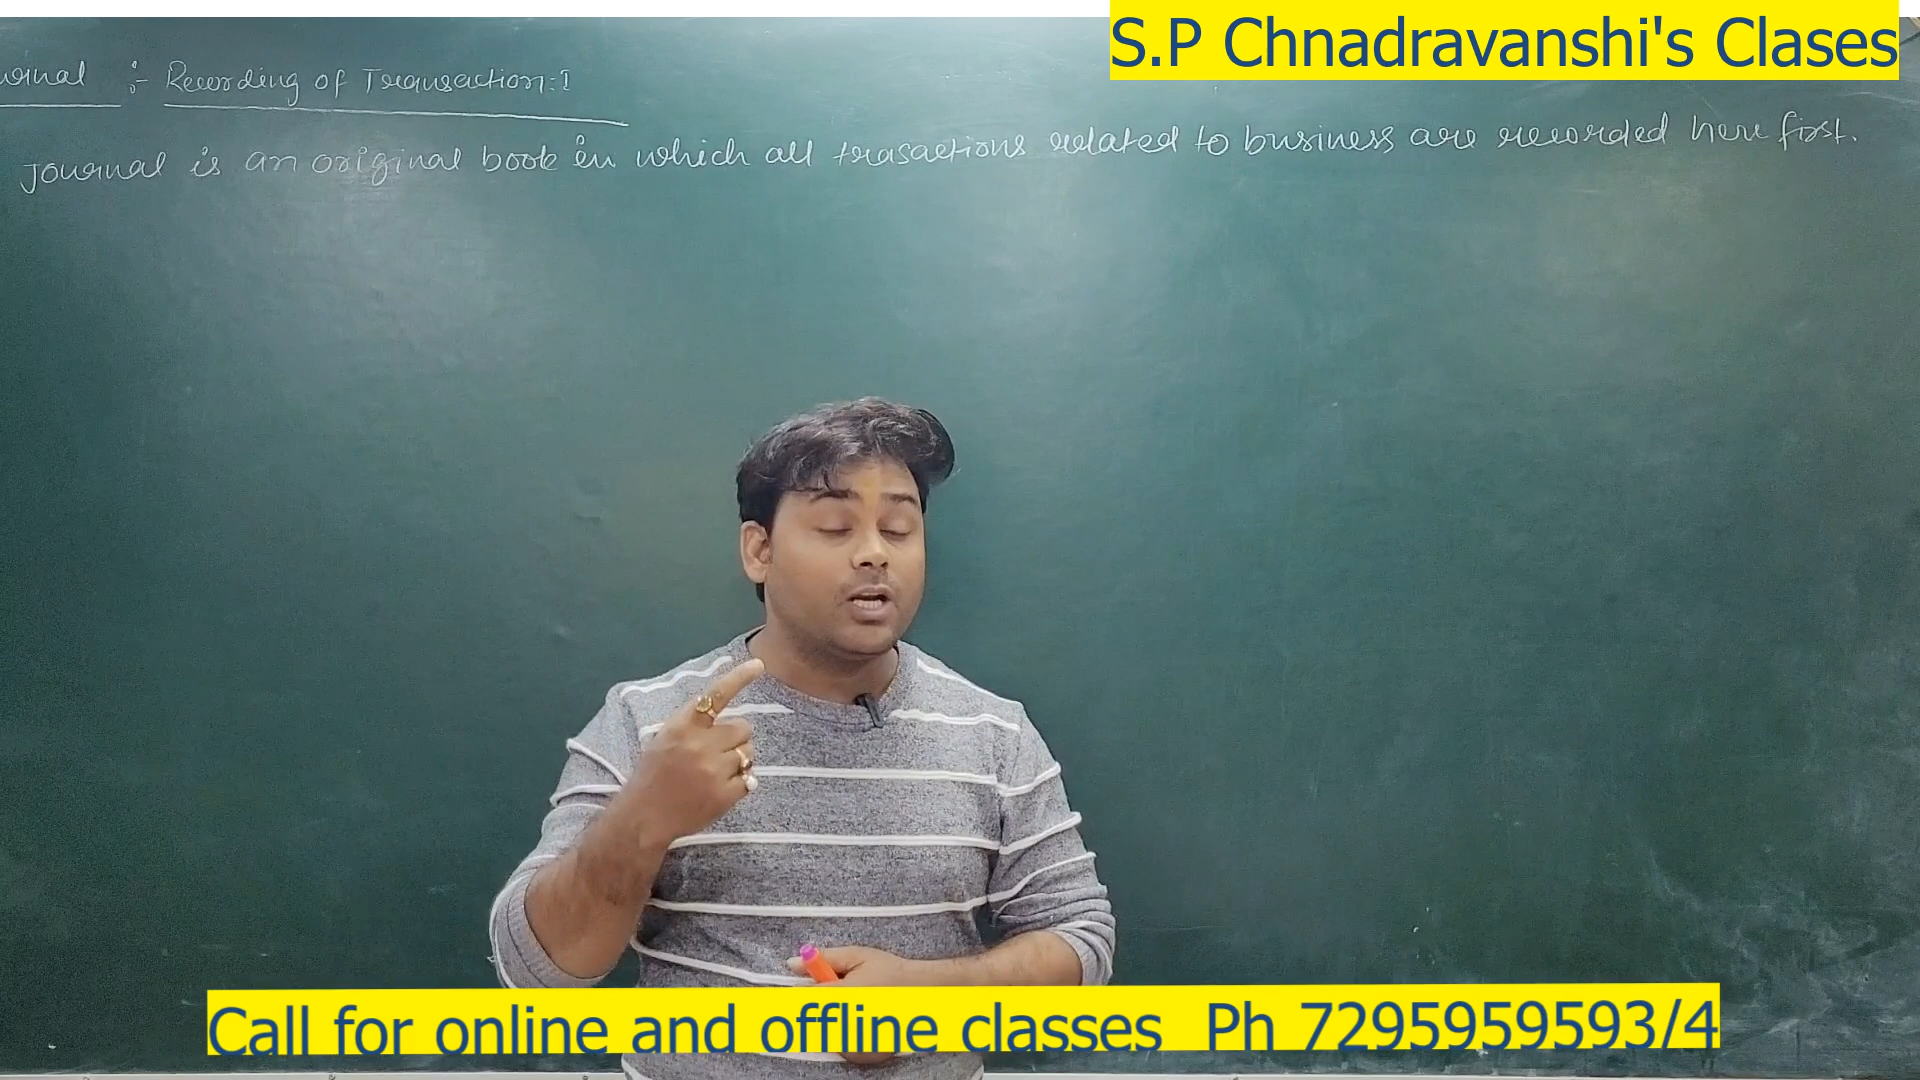 S.P Chnadravanshi's Clases
urnal :- Recording of Transaction:I
Journal is an original book in which all trasactions related to business are recorded here first.
Call for online and offline classes Ph 7295959593/4